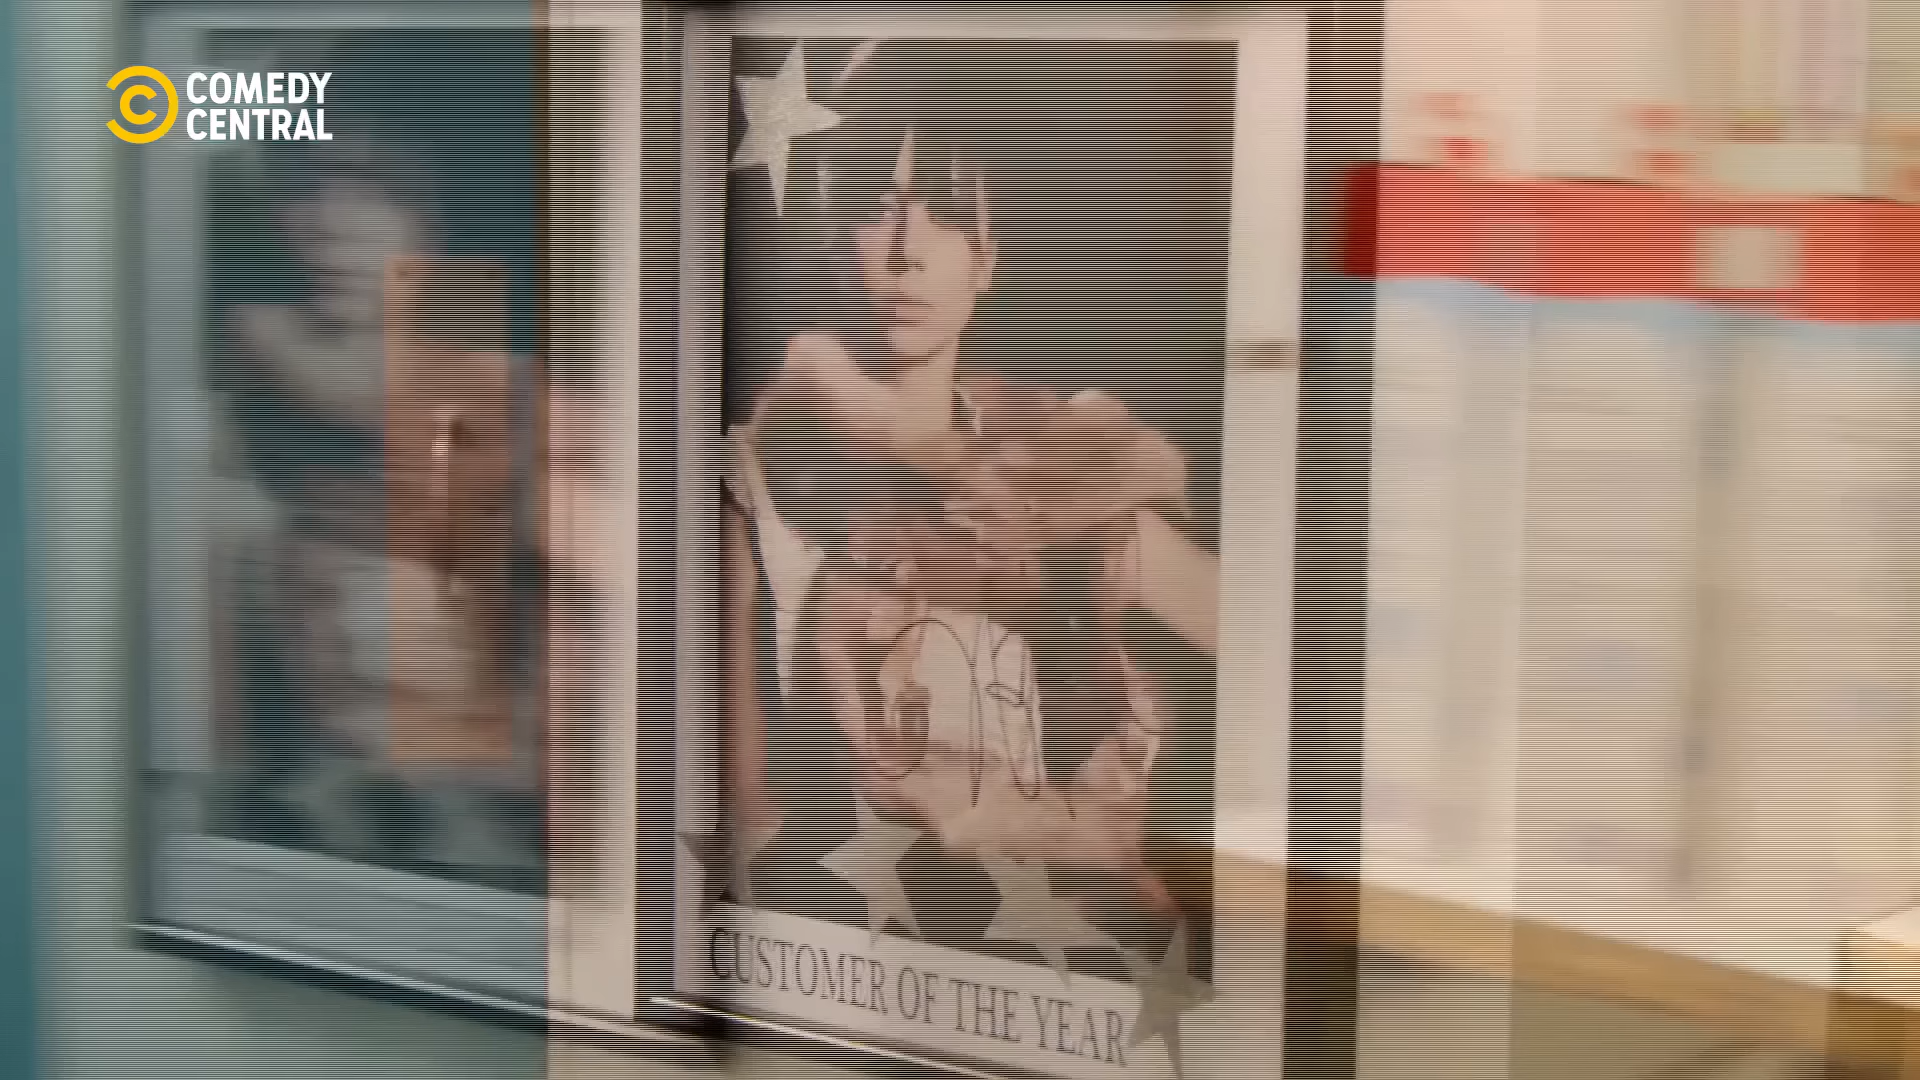 COMEDY
CENTRAL
CUSTOMER OF THE YEAR